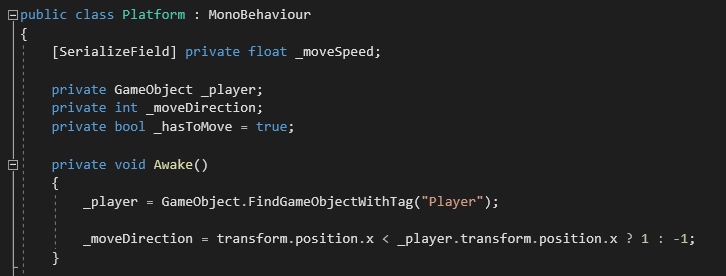 public class Platform : MonoBehaviour
{
[SerializeField] private float _moveSpeed;
private GameObject _player;
private int _moveDirection;
private bool _hasToMove = true;
private void Awake()
{
_player = GameObject.FindGameObjectWithTag("Player");
_moveDirection = transform.position.x < _player.transform.position.x ? 1 : -1;
}